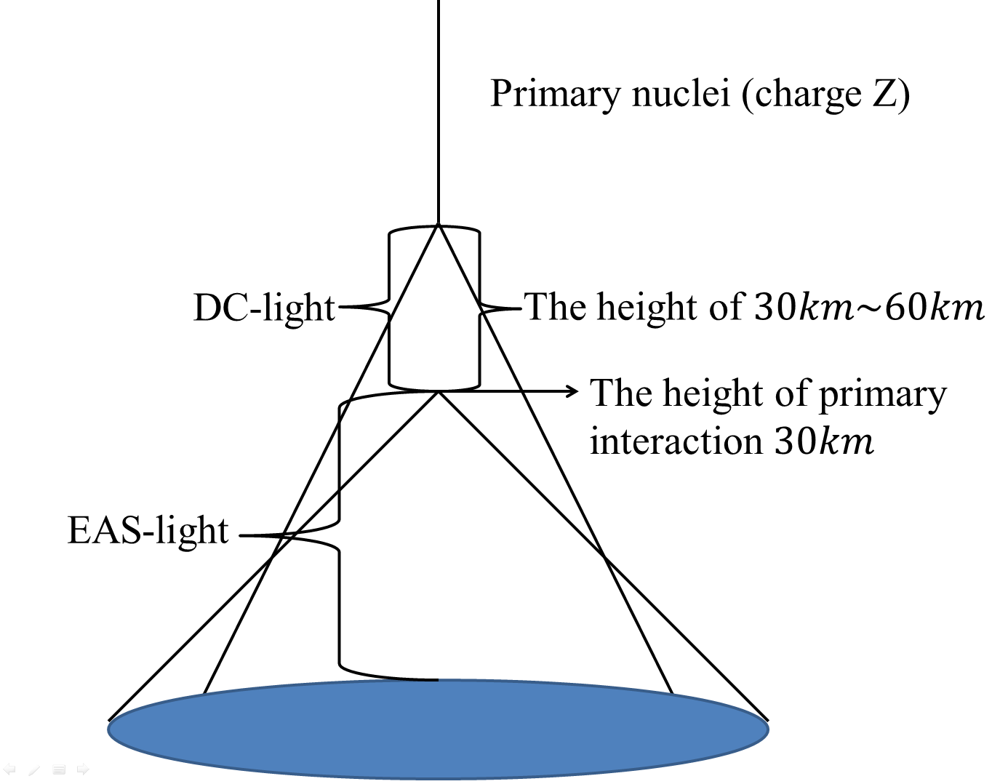 Primary nuclei (charge Z)
DC-light
The height of 30km~60km
The height of primary
interaction 30km
EAS-light